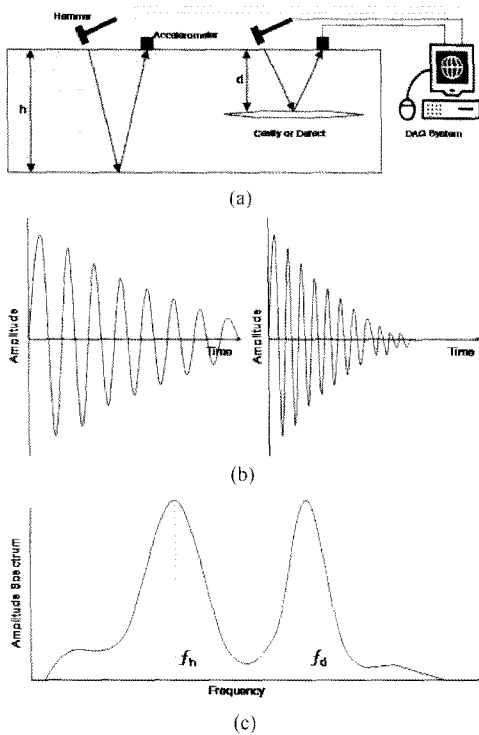 Hammer
Accelerometer
h
d
Cavity or Defect
DAQ System
(a)
Amplitude
Time
Amplitude
Time
(b)
Amplitude Spectrum
fh
fd
Frequency
(c)